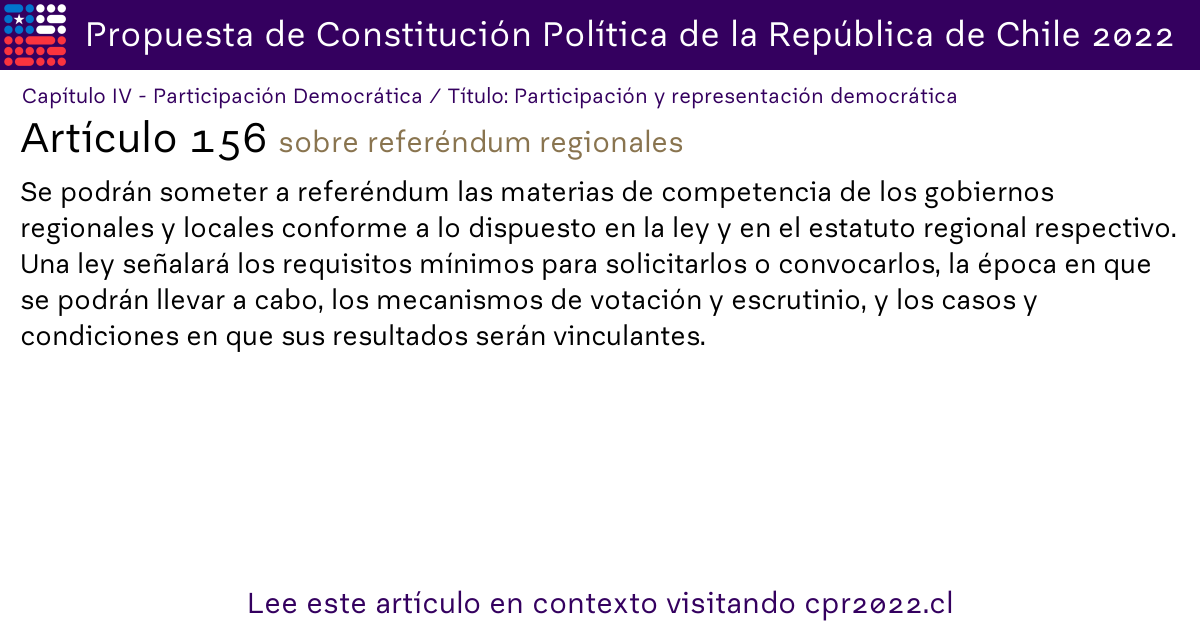 Propuesta de Constitución Política de la República de Chile 2022
Capítulo IV - Participación Democrática / Título: Participación y representación democrática
Artículo 156 sobre referéndum regionales
Se podrán someter a referéndum las materias de competencia de los gobiernos
regionales y locales conforme a lo dispuesto en la ley y en el estatuto regional respectivo.
Una ley señalará los requisitos mínimos para solicitarlos o convocarlos, la época en que
se podrán llevar a cabo, los mecanismos de votación y escrutinio, y los casos y
condiciones en que sus resultados serán vinculantes.
Lee este artículo en contexto visitando cpr2022.cl